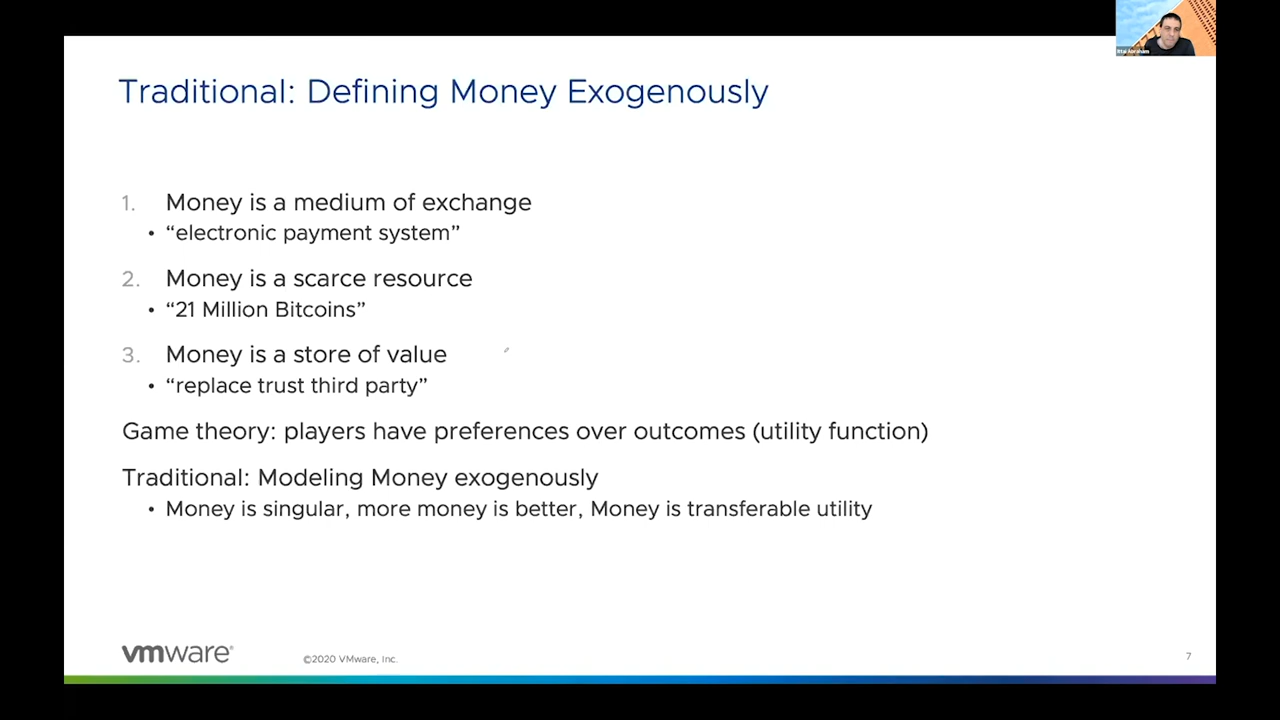 Ittai Abraham
Traditional: Defining Money Exogenously
1. Money is a medium of exchange
• “electronic payment system”
2. Money is a scarce resource
• “21 Million Bitcoins”
3. Money is a store of value
• “replace trust third party”
Game theory: players have preferences over outcomes (utility function)
Traditional: Modeling Money exogenously
• Money is singular, more money is better, Money is transferable utility
vmware®
©2020 VMware, Inc.
7